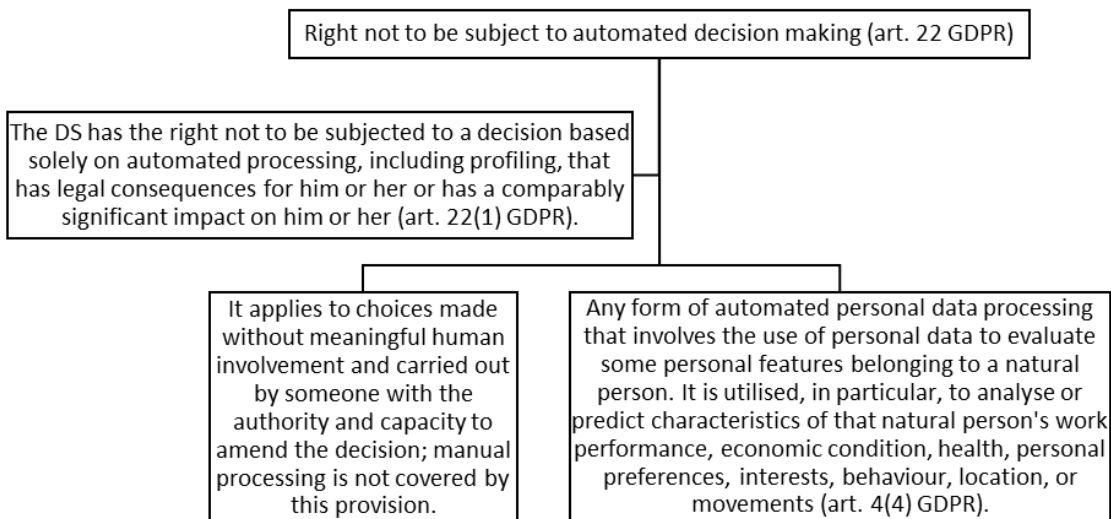 Right not to be subject to automated decision making (art. 22 GDPR)
The DS has the right not to be subjected to a decision based
solely on automated processing, including profiling, that
has legal consequences for him or her or has a comparably
significant impact on him or her (art. 22(1) GDPR).
It applies to choices made
without meaningful human
involvement and carried out
by someone with the
authority and capacity to
amend the decision; manual
processing is not covered by
this provision.
Any form of automated personal data processing
that involves the use of personal data to evaluate
some personal features belonging to a natural
person. It is utilised, in particular, to analyse or
predict characteristics of that natural person's work
performance, economic condition, health, personal
preferences, interests, behaviour, location, or
movements (art. 4(4) GDPR).